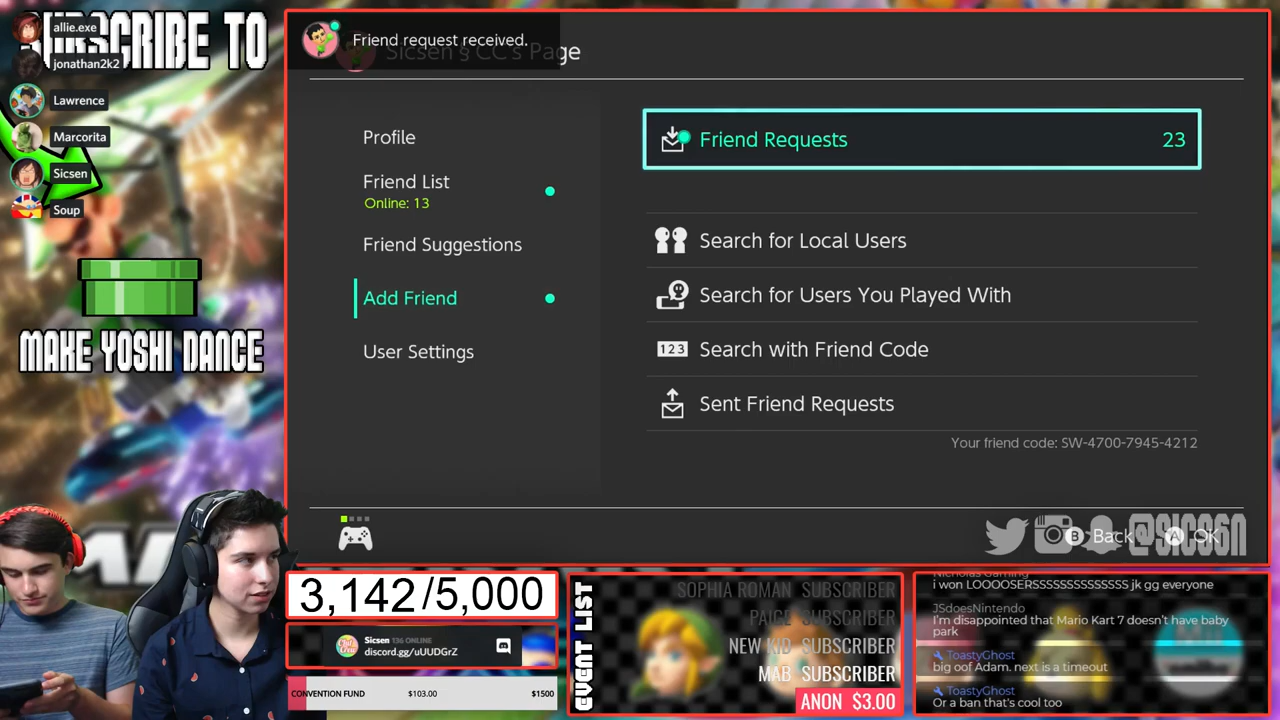 SUBSCRIBE TO
allie.exe
jonathan2k2
Lawrence
Marcorita
Sicsen
Soup
MAKE YOSHI DANCE
Friend request received.
Sicsen § CC's Page
Profile
Friend List
Online: 13
Friend Suggestions
Add Friend
User Settings
Friend Requests 23
Search for Local Users
Search for Users You Played With
123 Search with Friend Code
Sent Friend Requests
Your friend code: SW-4700-7945-4212
B Back A OK
@SICSEN
3,142/5,000
Sicsen 136 ONLINE
discord.gg/uUUDGrZ
CONVENTION FUND $103.00 $1500
EVENT LIST
SOPHIA ROMAN SUBSCRIBER
PAIGE SUBSCRIBER
NEW KID SUBSCRIBER
MAB SUBSCRIBER
ANON $3.00
Nicholas Gaming
i won LOOOOSERSSSSSSSSSSSSSS jk gg everyone
JSdoesNintendo
I'm disappointed that Mario Kart 7 doesn't have baby
park
ToastyGhost
big oof Adam. next is a timeout
ToastyGhost
Or a ban that's cool too